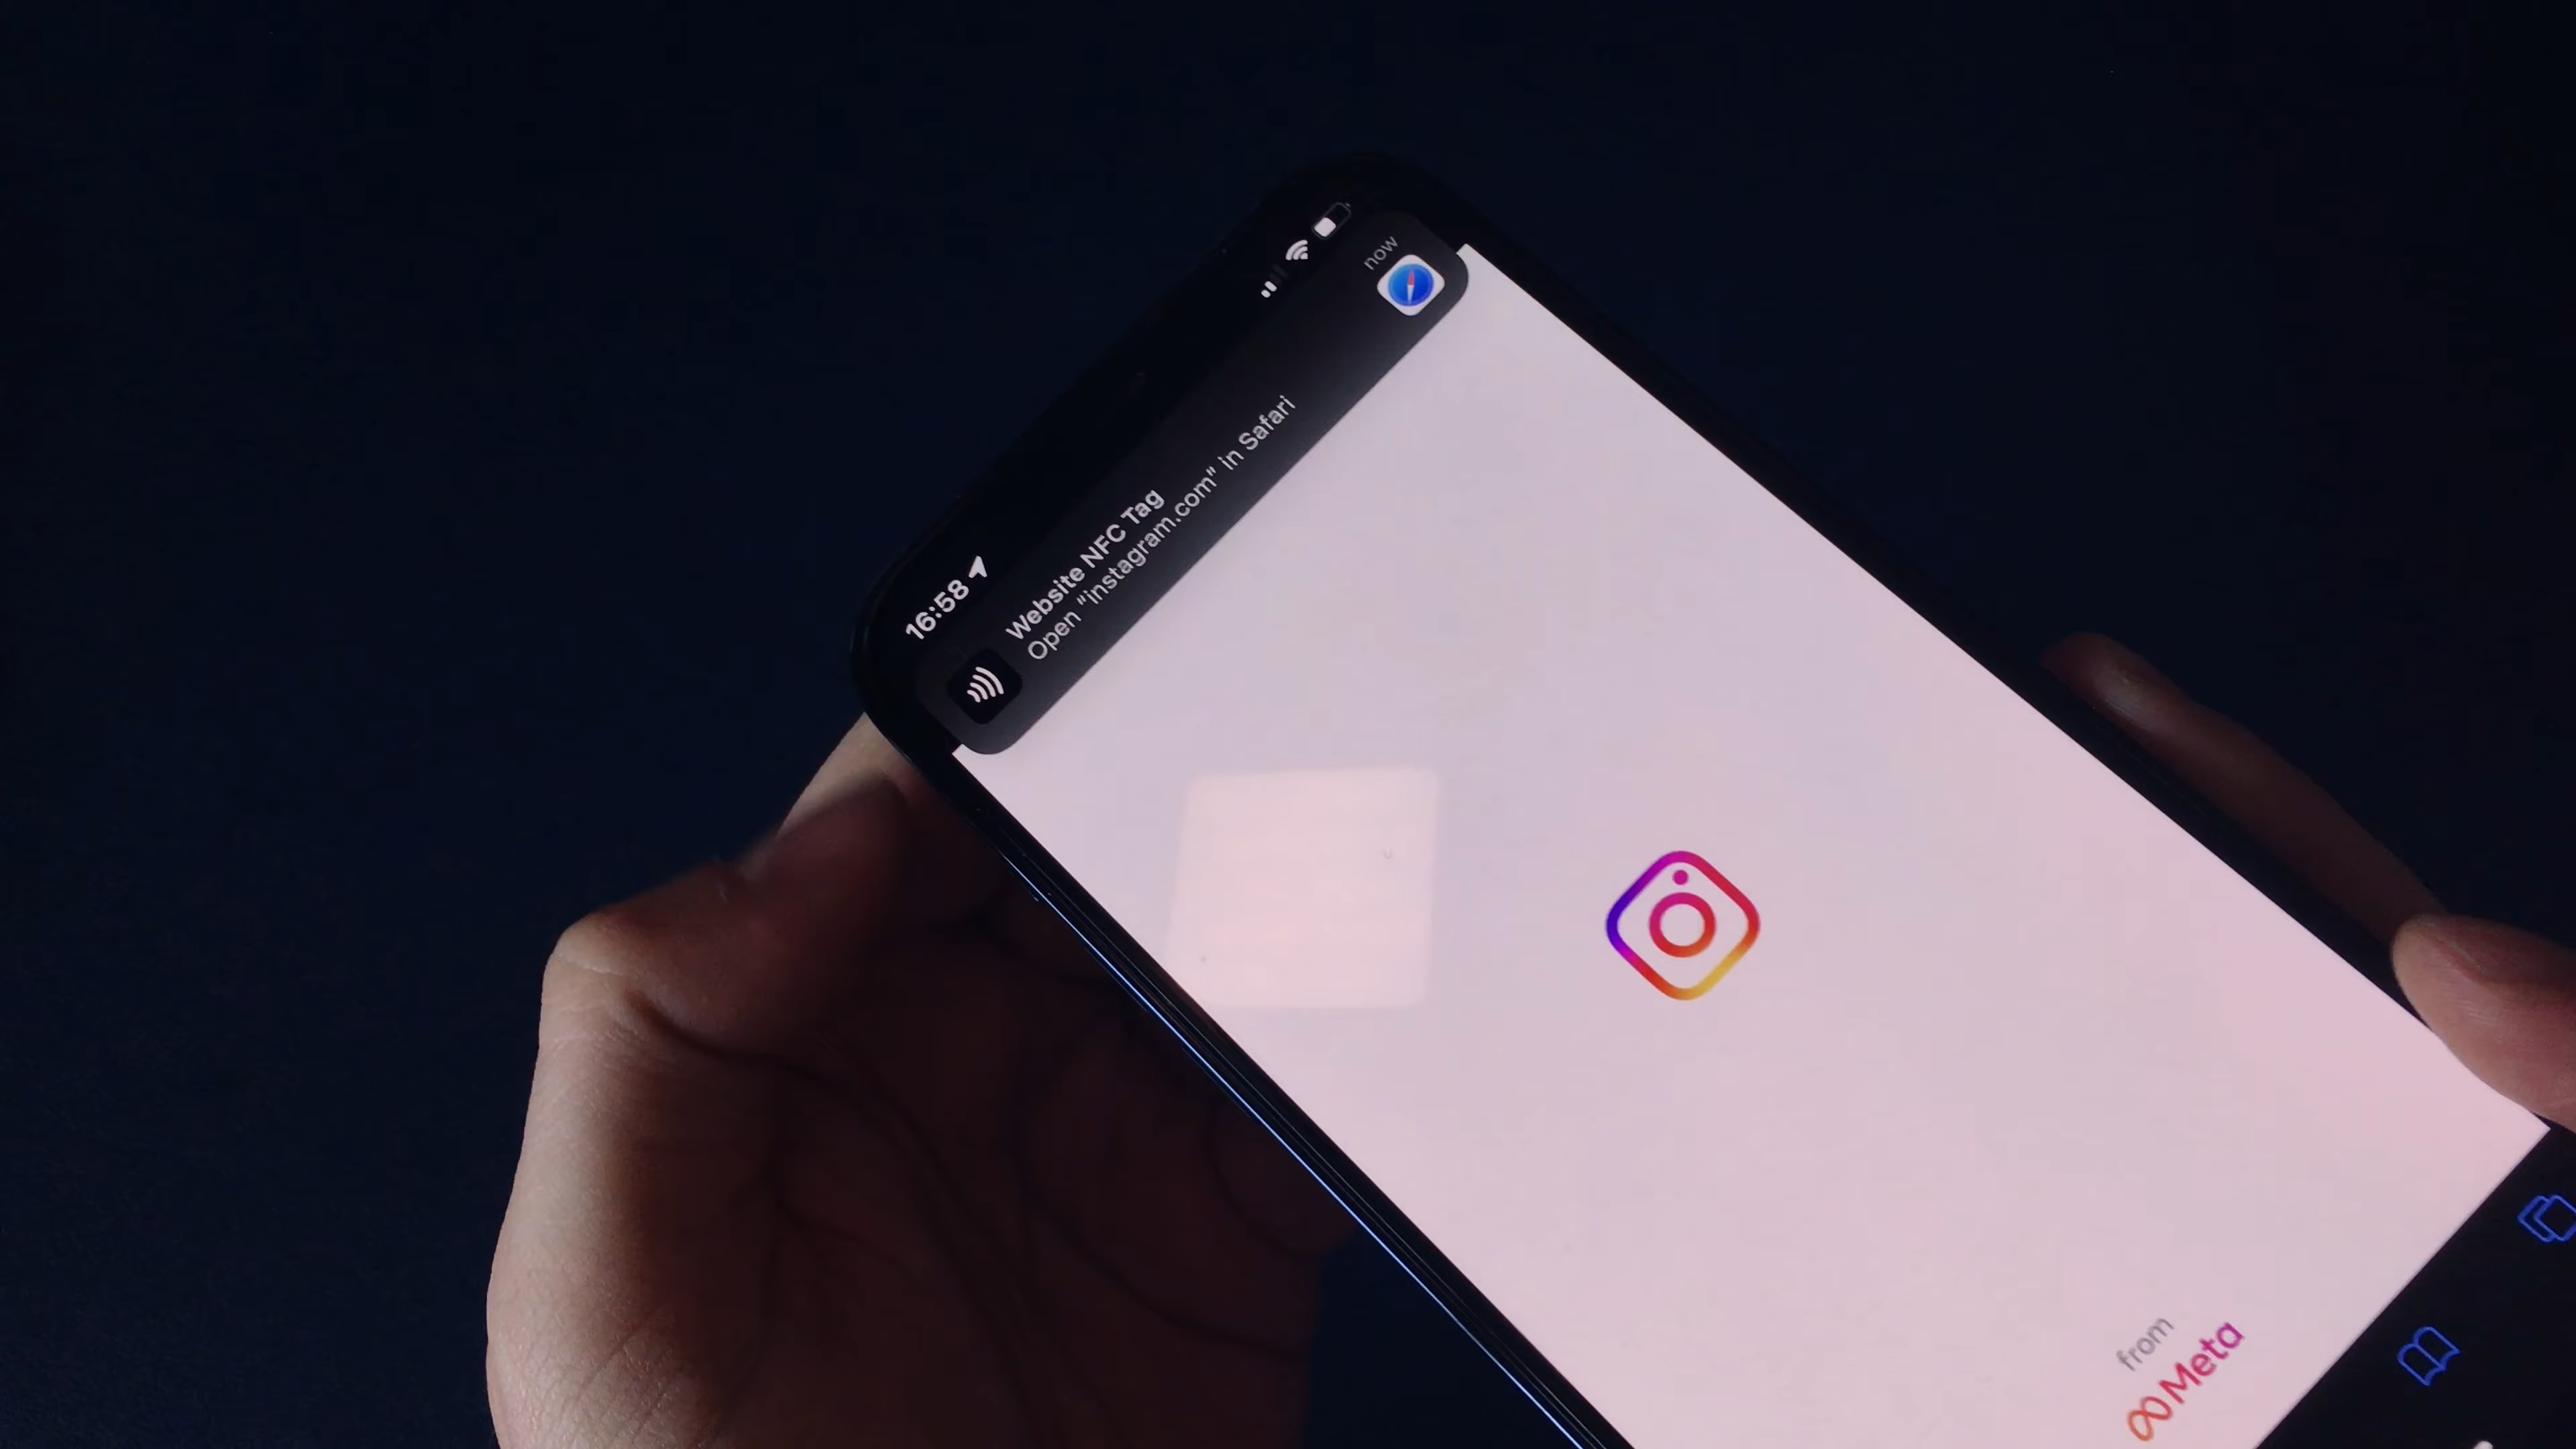 16:58
Website NFC Tag
now
Open "instagram.com" in Safari
from
Meta